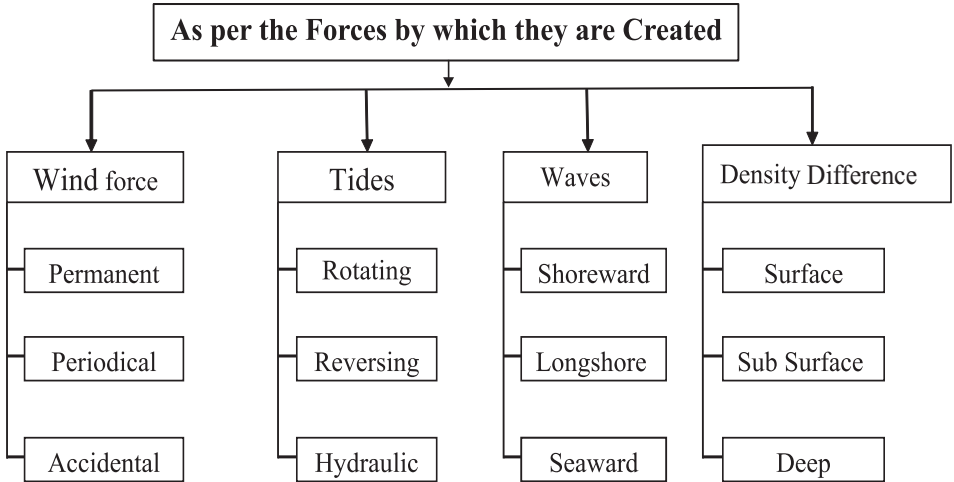 As per the Forces by which they are Created
Wind force
Tides
Waves
Density Difference
Permanent
Rotating
Shoreward
Surface
Periodical
Reversing
Longshore
Sub Surface
Accidental
Hydraulic
Seaward
Deep